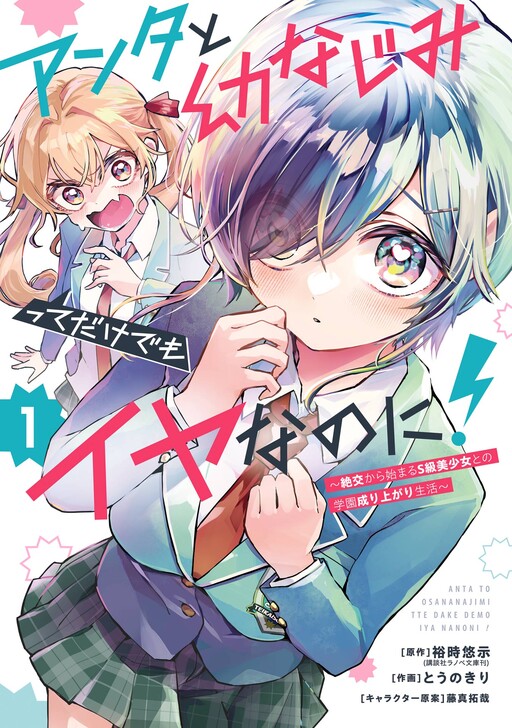 アンタと
幼なじみ
ってだけでも
イヤなのに!
1
〜絶交から始まるS級美少女との
学園成り上がり生活〜
ANTA TO
OSANANAJIMI
TTE DAKE DEMO
IYA NANONI !
[原作]裕時悠示
(講談社ラノベ文庫刊)
[作画]とうのきり
[キャラクター原案]藤真拓哉